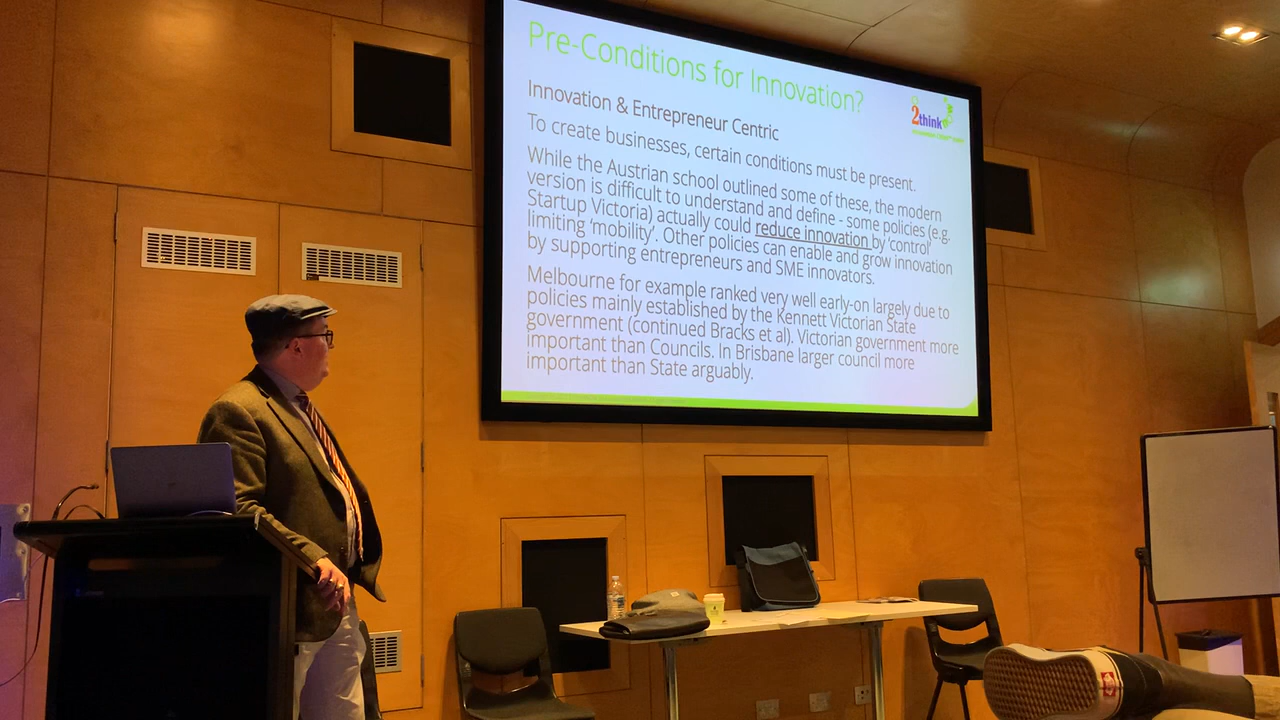 Pre-Conditions for Innovation?
2think
Innovation & Entrepreneur Centric
To create businesses, certain conditions must be present.
While the Austrian school outlined some of these, the modern
version is difficult to understand and define - some policies (e.g.
Startup Victoria) actually could reduce innovation by 'control'
limiting 'mobility'. Other policies can enable and grow innovation
by supporting entrepreneurs and SME innovators.
Melbourne for example ranked very well early-on largely due to
policies mainly established by the Kennett Victorian State
government (continued Bracks et al). Victorian government more
important than Councils. In Brisbane larger council more
important than State arguably.